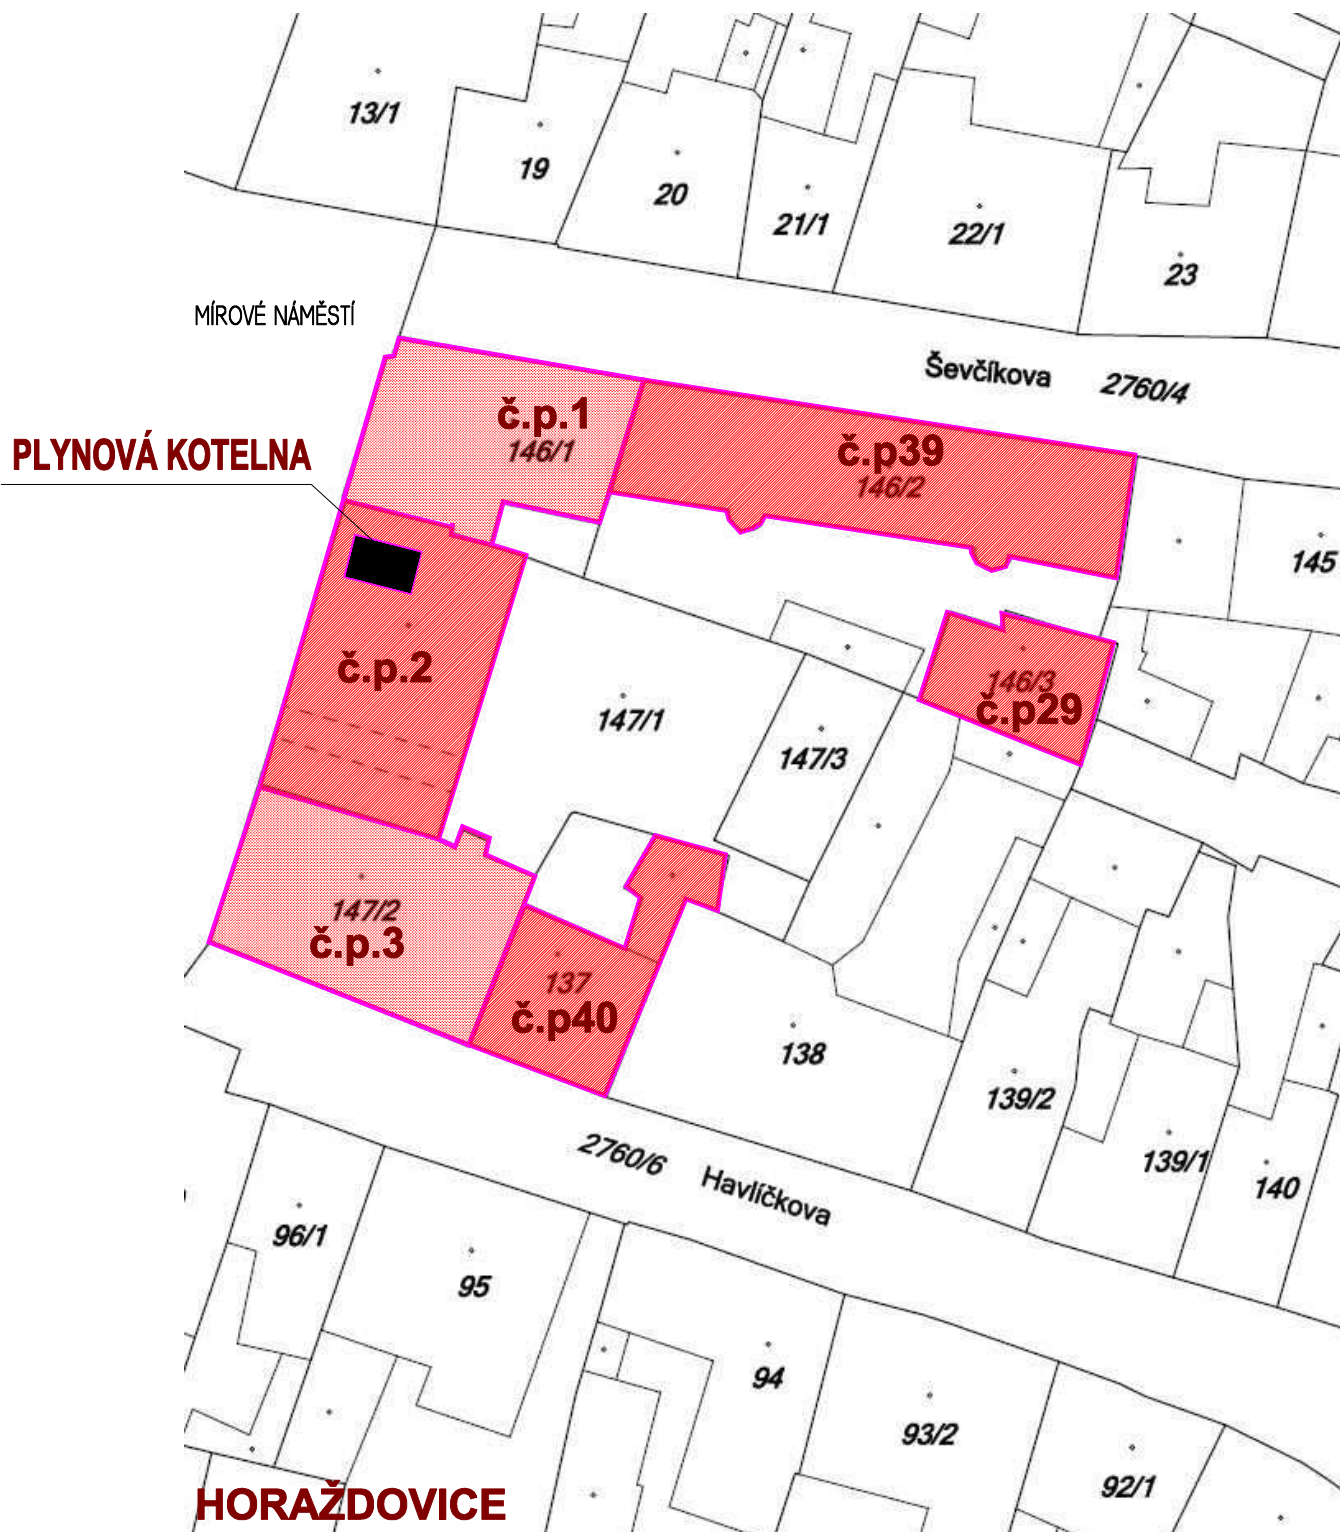 13/1
19
20
21/1
22/1
23
MÍROVÉ NÁMĚSTÍ
Ševčíkova 2760/4
č.p.1
146/1
č.p39
146/2
PLYNOVÁ KOTELNA
145
č.p.2
146/3
č.p29
147/1
147/3
147/2
č.p.3
137
č.p40
138
139/2
139/1
140
2760/6 Havlíčkova
96/1
95
94
93/2
92/1
HORAŽDOVICE